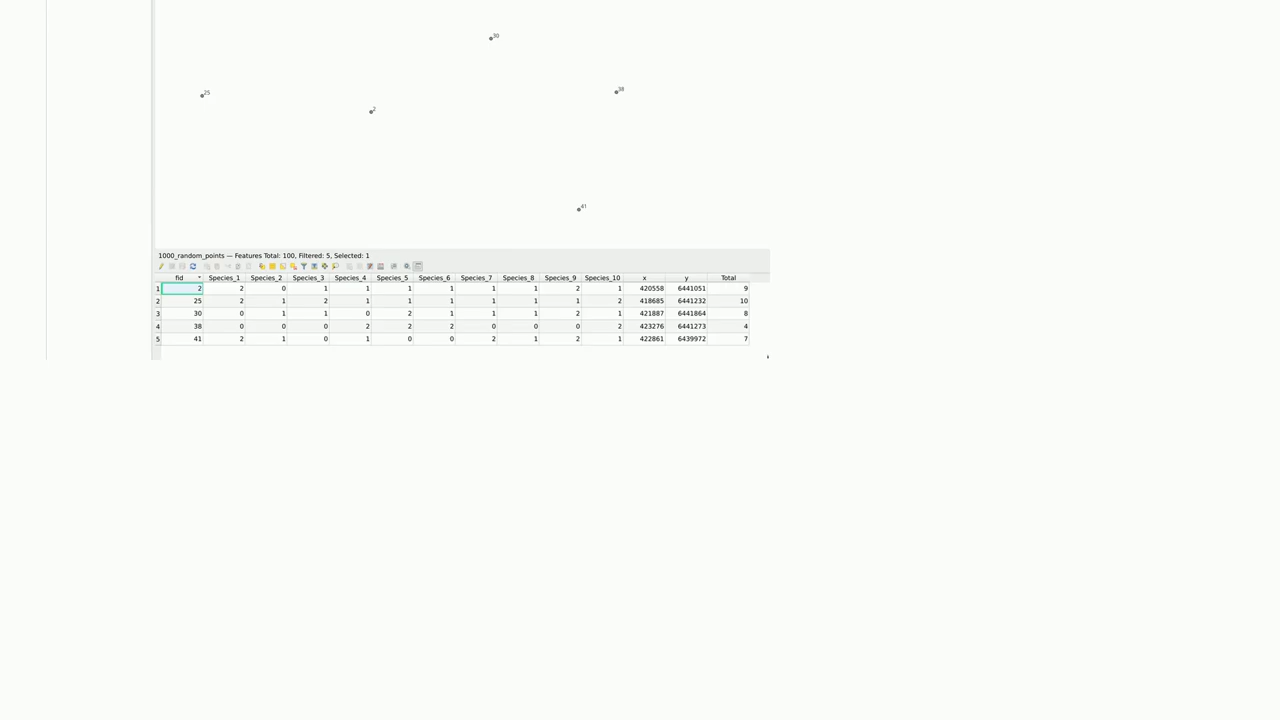 30
38
25
2
41
1000_random_points — Features Total: 100, Filtered: 5, Selected: 1
fid Species_1 Species_2 Species_3 Species_4 Species_5 Species_6 Species_7 Species_8 Species_9 Species_10 x y Total
1 2 2 0 1 1 1 1 1 1 2 1 420558 6441051 9
2 25 2 1 2 1 1 1 1 1 1 2 418685 6441232 10
3 30 0 1 1 0 2 1 1 1 2 1 421887 6441864 8
4 38 0 0 0 2 2 2 0 0 0 2 423276 6441273 4
5 41 2 1 0 1 0 0 2 1 2 1 422861 6439972 7